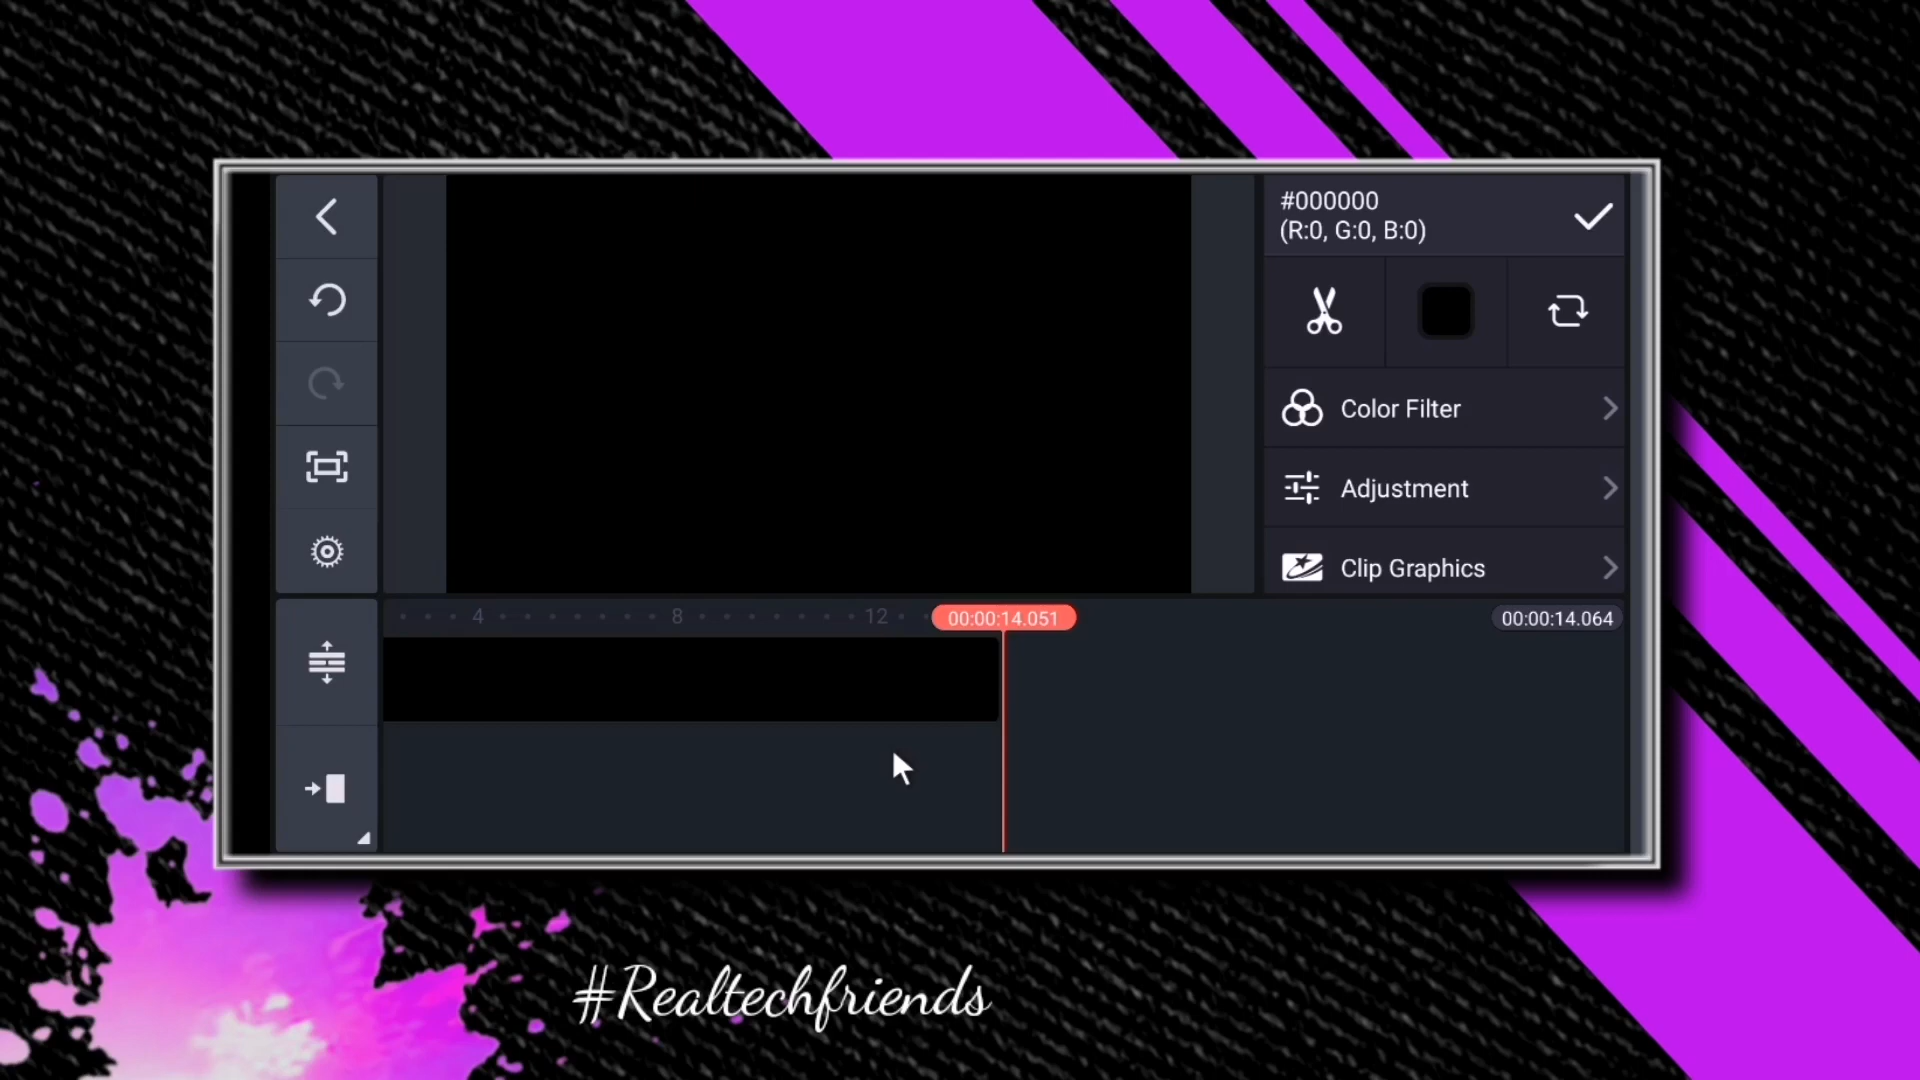 #000000
(R:0, G:0, B:0)
Color Filter
Adjustment
Clip Graphics
4 8 12 00:00:14.051 00:00:14.064
#Realtechfriends